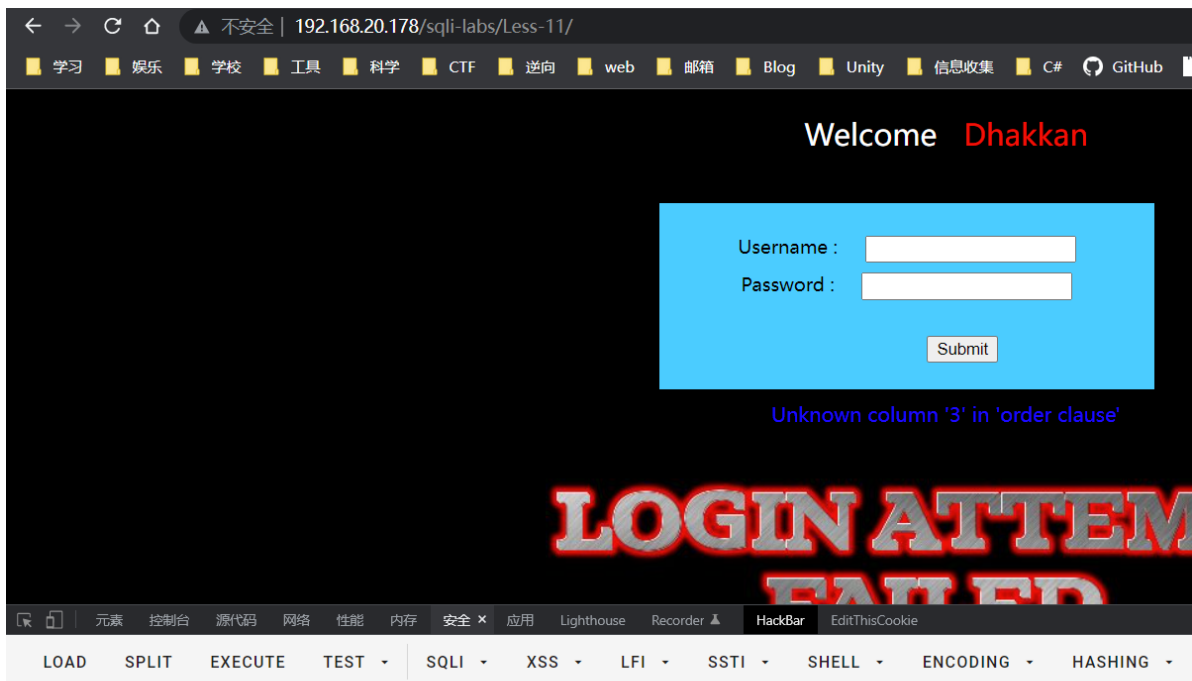 不安全 | 192.168.20.178/sqli-labs/Less-11/
学习 娱乐 学校 工具 科学 CTF 逆向 web 邮箱 Blog Unity 信息收集 C# GitHub
Welcome Dhakkan
Username :
Password :
Submit
Unknown column '3' in 'order clause'
LOGIN ATTEM
FAILED
元素 控制台 源代码 网络 性能 内存 安全 × 应用 Lighthouse Recorder HackBar EditThisCookie
LOAD SPLIT EXECUTE TEST SQLI XSS LFI SSTI SHELL ENCODING HASHING